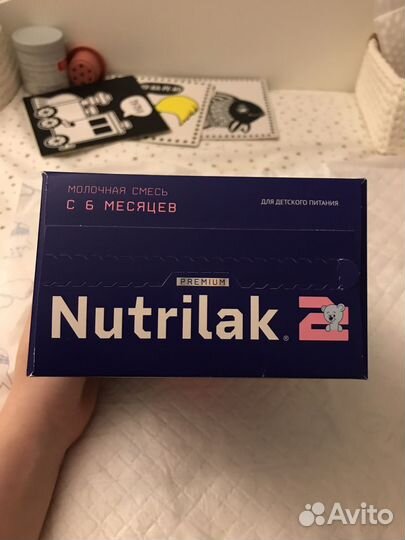 МОЛОЧНАЯ СМЕСЬ
С 6 МЕСЯЦЕВ
ДЛЯ ДЕТСКОГО ПИТАНИЯ
PREMIUM
Nutrilak® 2
Avito